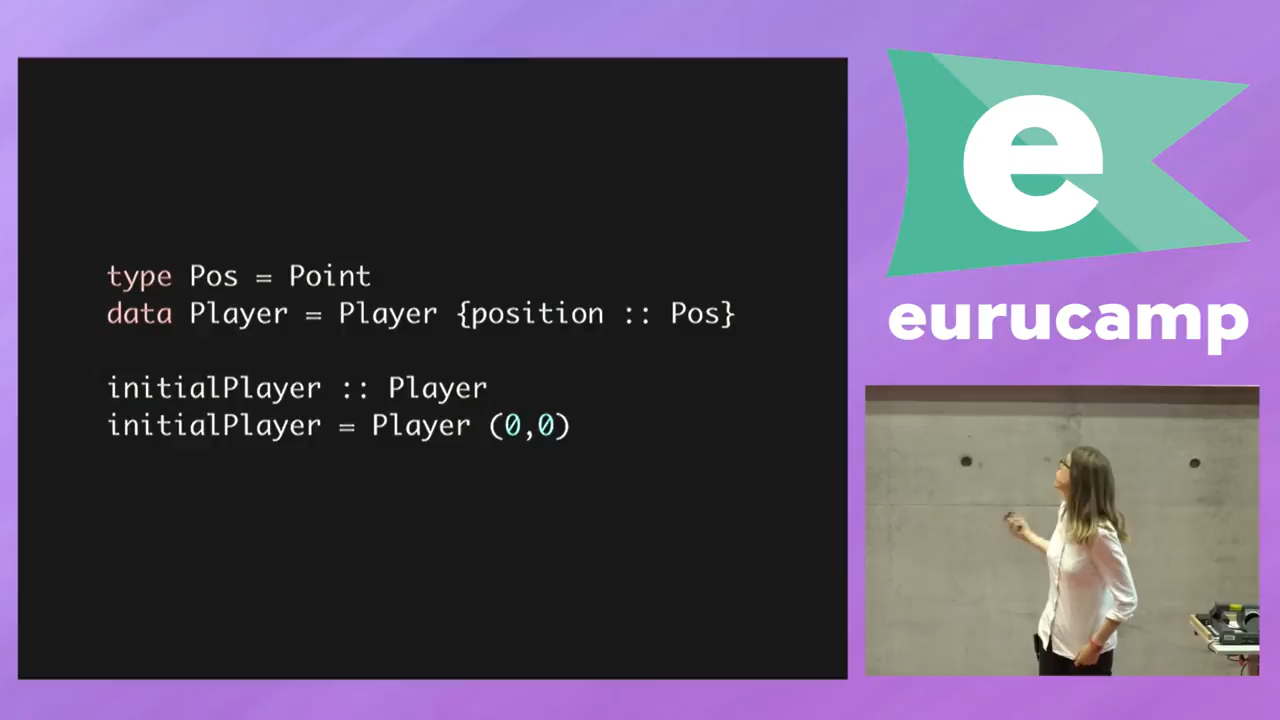 type Pos = Point
data Player = Player {position :: Pos}
initialPlayer :: Player
initialPlayer = Player (0,0)
e
eurucamp